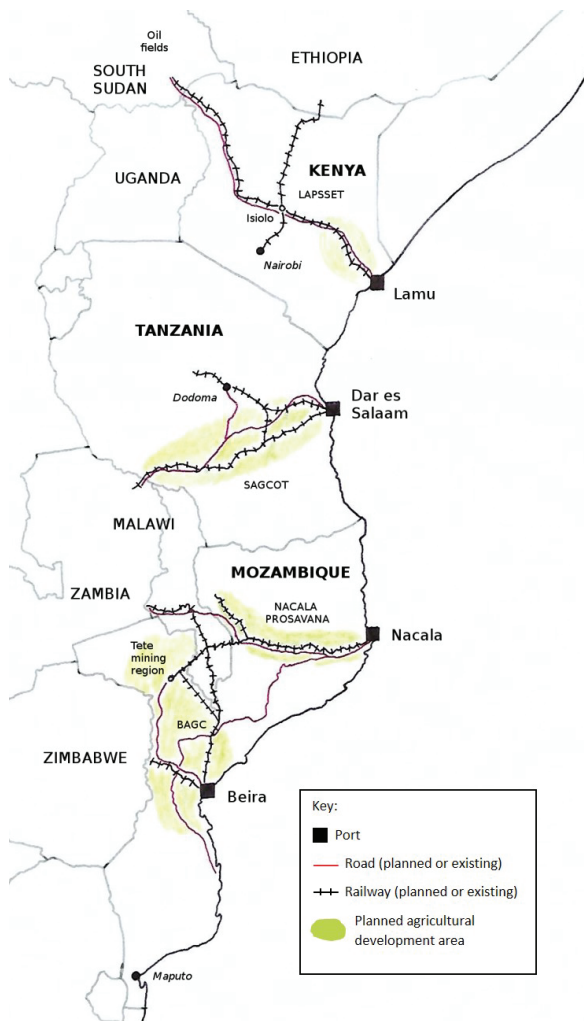 Oil
fields
ETHIOPIA
SOUTH
SUDAN
KENYA
UGANDA
LAPSSET
Isiolo
Nairobi
Lamu
TANZANIA
Dodoma
Dar es
Salaam
SAGCOT
MALAWI
MOZAMBIQUE
ZAMBIA
NACALA
PROSAVANA
Nacala
Tete
mining
region
BAGC
ZIMBABWE
Beira
Key:
Port
Road (planned or existing)
Railway (planned or existing)
Planned agricultural
development area
Maputo